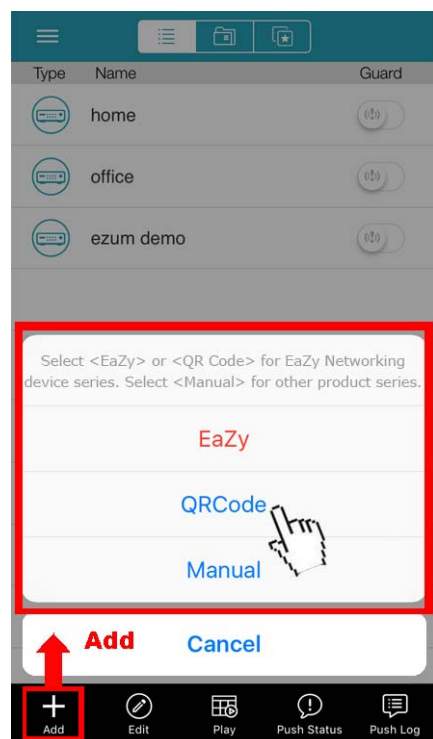 Type Name Guard
home
office
ezum demo
Select <EaZy> or <QR Code> for EaZy Networking
device series. Select <Manual> for other product series.
EaZy
QRCode
Manual
Add
Cancel
Add Edit Play Push Status Push Log